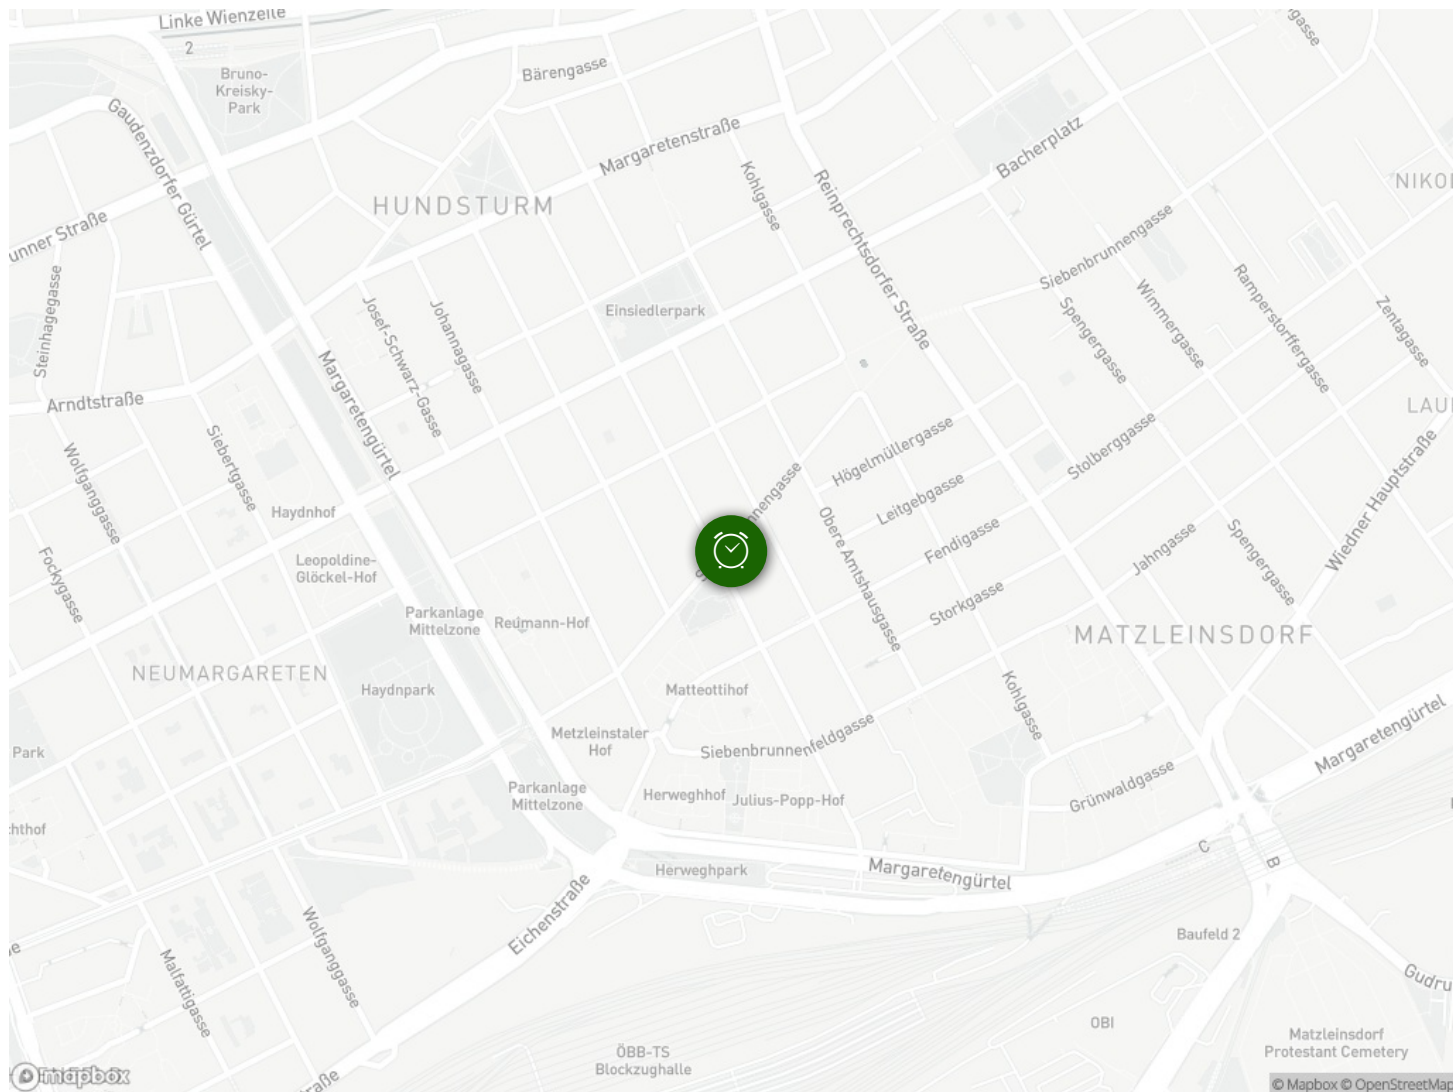 Linke Wienzeile
2
Bruno-
Kreisky-
Park
Bärengasse
Gaudenzdorfer Gürtel
Margaretenstraße
Kohlgasse
Bacherplatz
HUNDSTURM
Reinprechtsdorfer Straße
NIKO
unner Straße
Siebenbrunnengasse
Steinhagegasse
Josef-Schwarz-Gasse
Johannagasse
Einsiedlerpark
Spengergasse
Wimmergasse
Ramperstorffergasse
Zentagasse
Margaretengürtel
Arndtstraße
LAU
Siebertgasse
Wolfganggasse
Högelmüllergasse
Stolberggasse
Wiedner Hauptstraße
Haydnhof
nnengasse
Leitgebgasse
Obere Amtshausgasse
Fendigasse
Jahngasse
Spengergasse
Fockygasse
Leopoldine-
Glöckel-Hof
Parkanlage
Mittelzone
Reumann-Hof
Storkgasse
MATZLEINSDORF
NEUMARGARETEN
Haydnpark
Matteottihof
Kohlgasse
Metzleinstaler
Hof
Siebenbrunnenfeldgasse
Margaretengürtel
Park
Parkanlage
Mittelzone
Herweghhof
Julius-Popp-Hof
Grünwaldgasse
chthof
Herweghpark
Margaretengürtel
C
B
Eichenstraße
Wolfganggasse
Malfattigasse
Baufeld 2
Gudru
OBI
ÖBB-TS
Blockzughalle
Matzleinsdorf
Protestant Cemetery
mapbox
aße
© Mapbox © OpenStreetMap